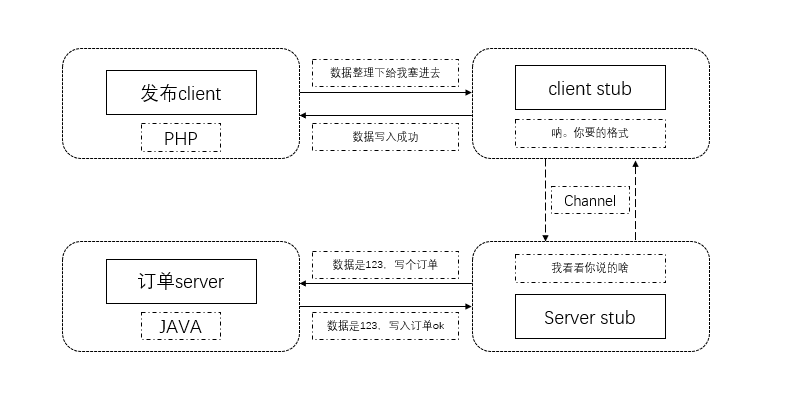 发布client
PHP
数据整理下给我塞进去
数据写入成功
client stub
呐。你要的格式
Channel
订单server
JAVA
数据是123，写个订单
数据是123，写入订单ok
我看看你说的啥
Server stub